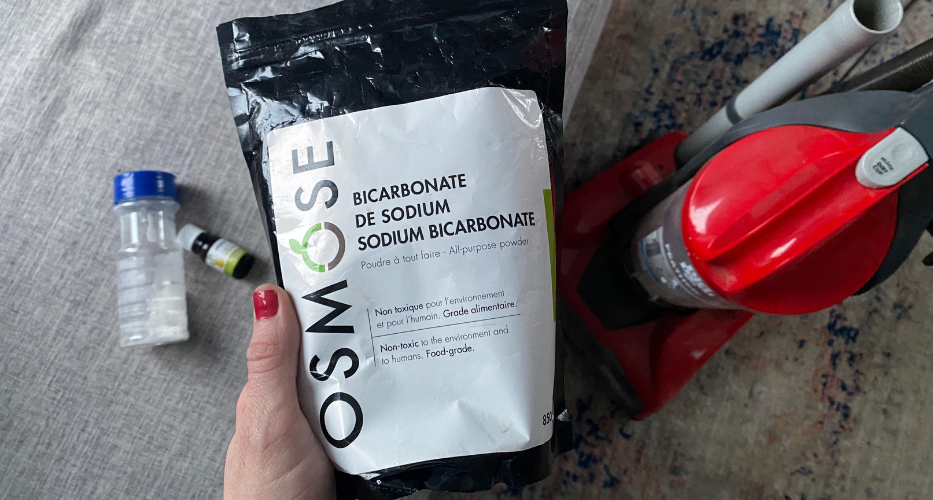 OSMOSE
BICARBONATE
DE SODIUM
SODIUM BICARBONATE
Poudre à tout faire - All-purpose powder
Non toxique pour l'environnement
et pour l'humain. Grade alimentaire.
Non-toxic to the environment and
to humans. Food-grade.